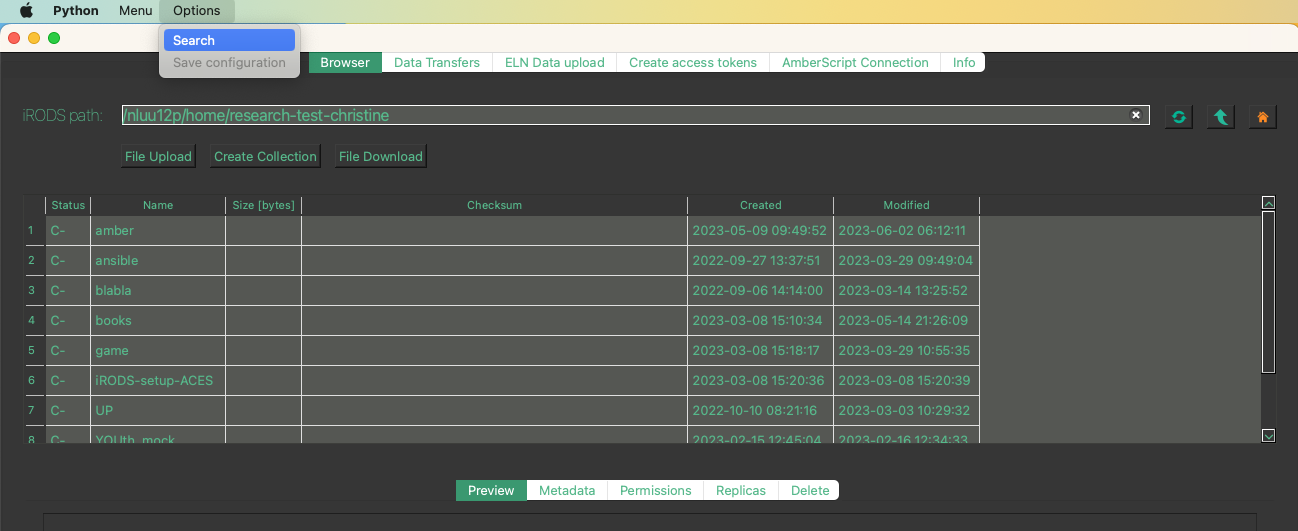 Python Menu Options
Search
Save configuration
Browser Data Transfers ELN Data upload Create access tokens AmberScript Connection Info
iRODS path: /nluu12p/home/research-test-christine
File Upload Create Collection File Download
Status Name Size [bytes] Checksum Created Modified
1 C- amber 2023-05-09 09:49:52 2023-06-02 06:12:11
2 C- ansible 2022-09-27 13:37:51 2023-03-29 09:49:04
3 C- blabla 2022-09-06 14:14:00 2023-03-14 13:25:52
4 C- books 2023-03-08 15:10:34 2023-05-14 21:26:09
5 C- game 2023-03-08 15:18:17 2023-03-29 10:55:35
6 C- iRODS-setup-ACES 2023-03-08 15:20:36 2023-03-08 15:20:39
7 C- UP 2022-10-10 08:21:16 2023-03-03 10:29:32
8 C- YOUth_mock 2023-02-15 12:45:04 2023-02-16 12:34:33
Preview Metadata Permissions Replicas Delete